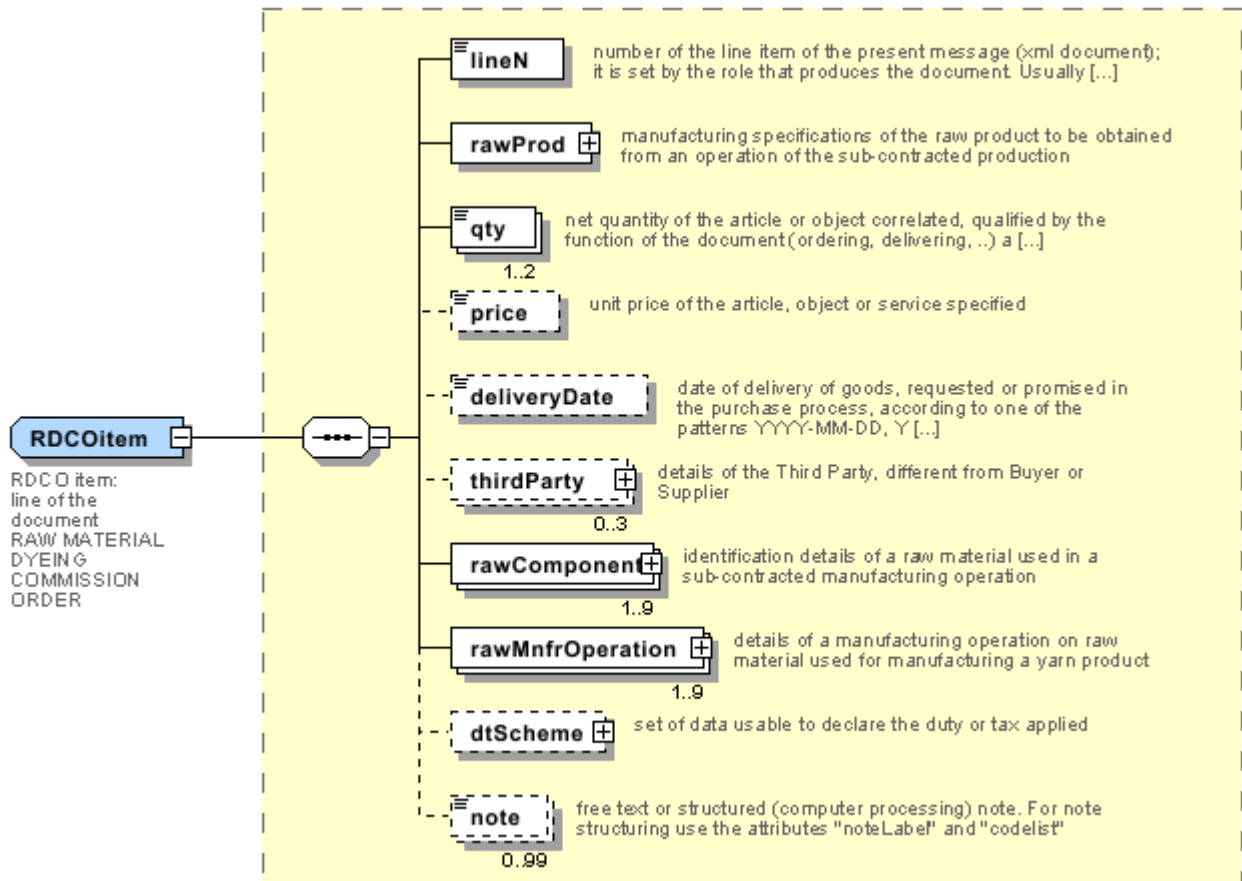 lineN
number of the line item of the present message (xml document);
it is set by the role that produces the document. Usually [...]
rawProd
manufacturing specifications of the raw product to be obtained
from an operation of the sub-contracted production
qty
net quantity of the article or object correlated, qualified by the
function of the document (ordering, delivering, ..) a [...]
1..2
price
unit price of the article, object or service specified
deliveryDate
date of delivery of goods, requested or promised in
the purchase process, according to one of the
patterns YYYY-MM-DD, Y [...]
RDCOitem
RDCO item:
line of the
document
RAW MATERIAL
DYEING
COMMISSION
ORDER
thirdParty
details of the Third Party, different from Buyer or
Supplier
0..3
rawComponent
identification details of a raw material used in a
sub-contracted manufacturing operation
1..9
rawMnfrOperation
details of a manufacturing operation on raw
material used for manufacturing a yarn product
1..9
dtScheme
set of data usable to declare the duty or tax applied
note
free text or structured (computer processing) note. For note
structuring use the attributes "noteLabel" and "codelist"
0..99